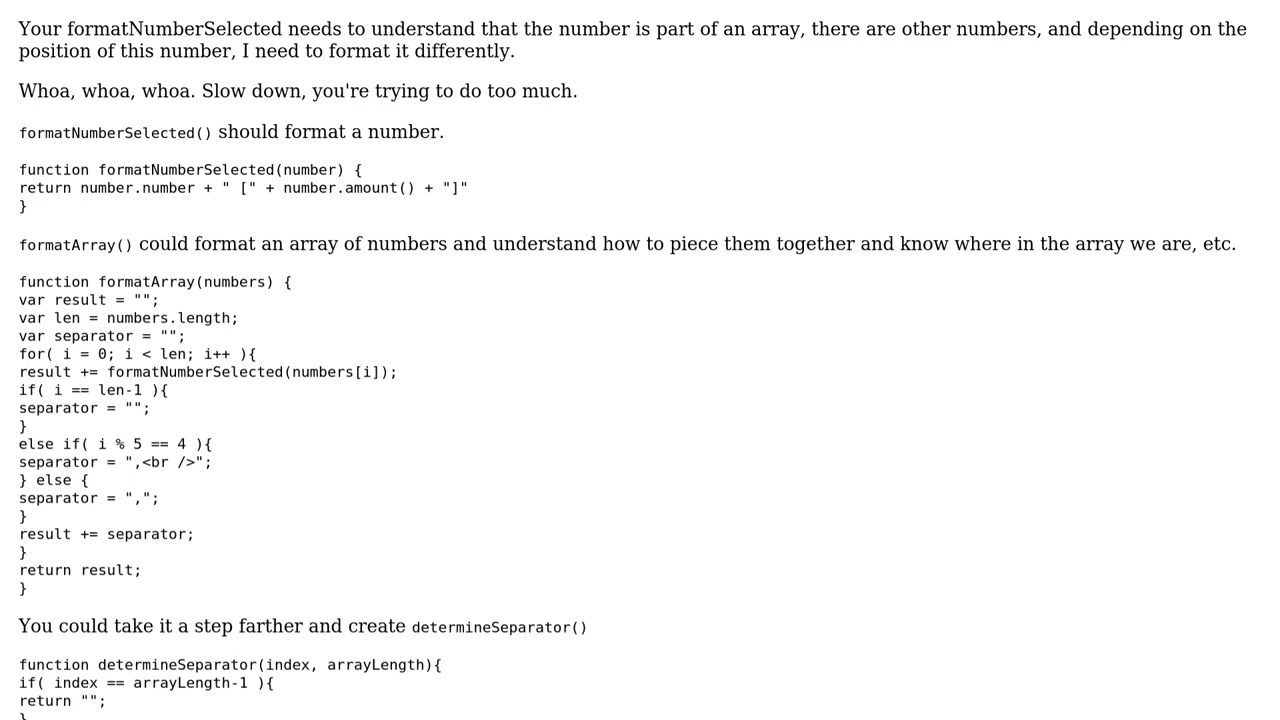 Your formatNumberSelected needs to understand that the number is part of an array, there are other numbers, and depending on the
position of this number, I need to format it differently.
Whoa, whoa, whoa. Slow down, you're trying to do too much.
formatNumberSelected() should format a number.
function formatNumberSelected(number) {
return number.number + " [" + number.amount() + "]"
}
formatArray() could format an array of numbers and understand how to piece them together and know where in the array we are, etc.
function formatArray(numbers) {
var result = "";
var len = numbers.length;
var separator = "";
for( i = 0; i < len; i++ ){
result += formatNumberSelected(numbers[i]);
if( i == len-1 ){
separator = "";
}
else if( i % 5 == 4 ){
separator = ",<br />";
} else {
separator = ",";
}
result += separator;
}
return result;
}
You could take it a step farther and create determineSeparator()
function determineSeparator(index, arrayLength){
if( index == arrayLength-1 ){
return "";
}